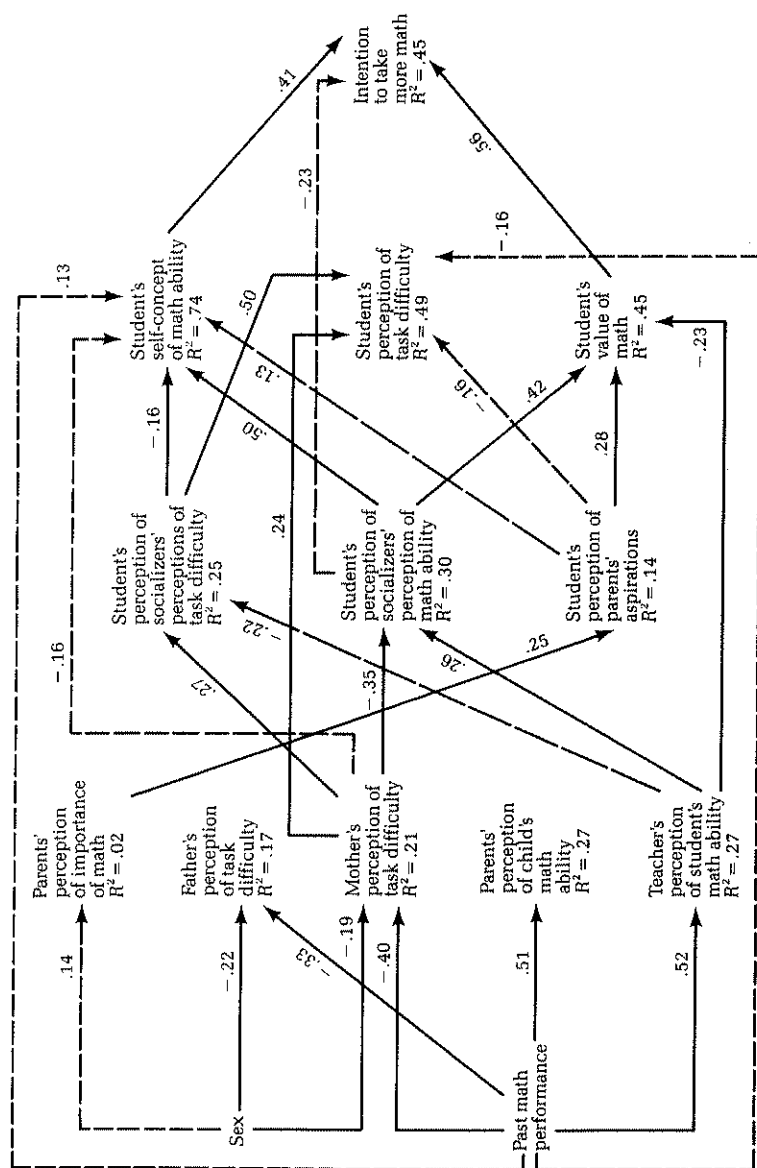 Sex
Past math
performance
.14
-.22
-.19
-.33
-.40
.51
.52
Parents'
perception
of importance
of math
R² = .02
Father's
perception
of task
difficulty
R² = .17
Mother's
perception of
task difficulty
R² = .21
Parents'
perception
of child's
math
ability
R² = .27
Teacher's
perception
of student's
math ability
R² = .27
-.16
.27
.24
-.35
-.22
.25
.26
Student's
perception of
socializers'
perceptions of
task difficulty
R² = .25
Student's
perception of
socializers'
perception of
math ability
R² = .30
Student's
perception of
parents'
aspirations
R² = .14
-.16
.50
.50
.13
-.16
.42
.28
-.23
.13
Student's
self-concept
of math ability
R² = .74
Student's
perception of
task difficulty
R² = .49
Student's
value of
math
R² = .45
-.23
-.16
.41
.56
Intention
to take
more math
R² = .45